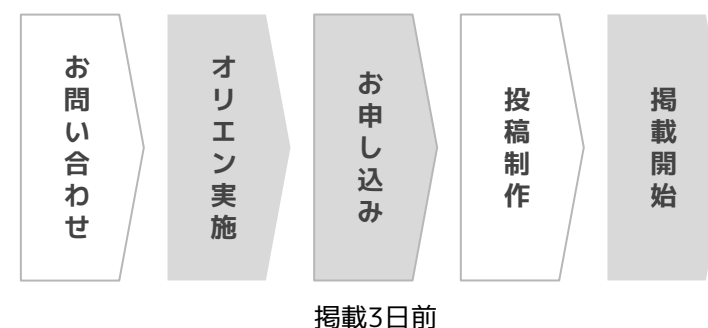 お問い合わせ
オリエン実施
お申し込み
投稿制作
掲載開始
掲載3日前